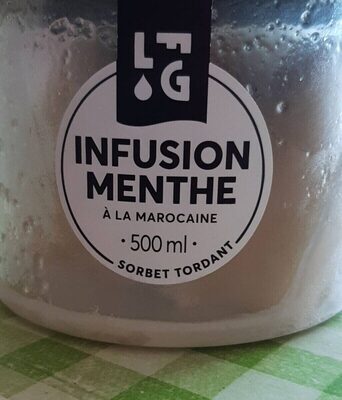 LFG
INFUSION
MENTHE
À LA MAROCAINE
· 500 ml ·
SORBET TORDANT